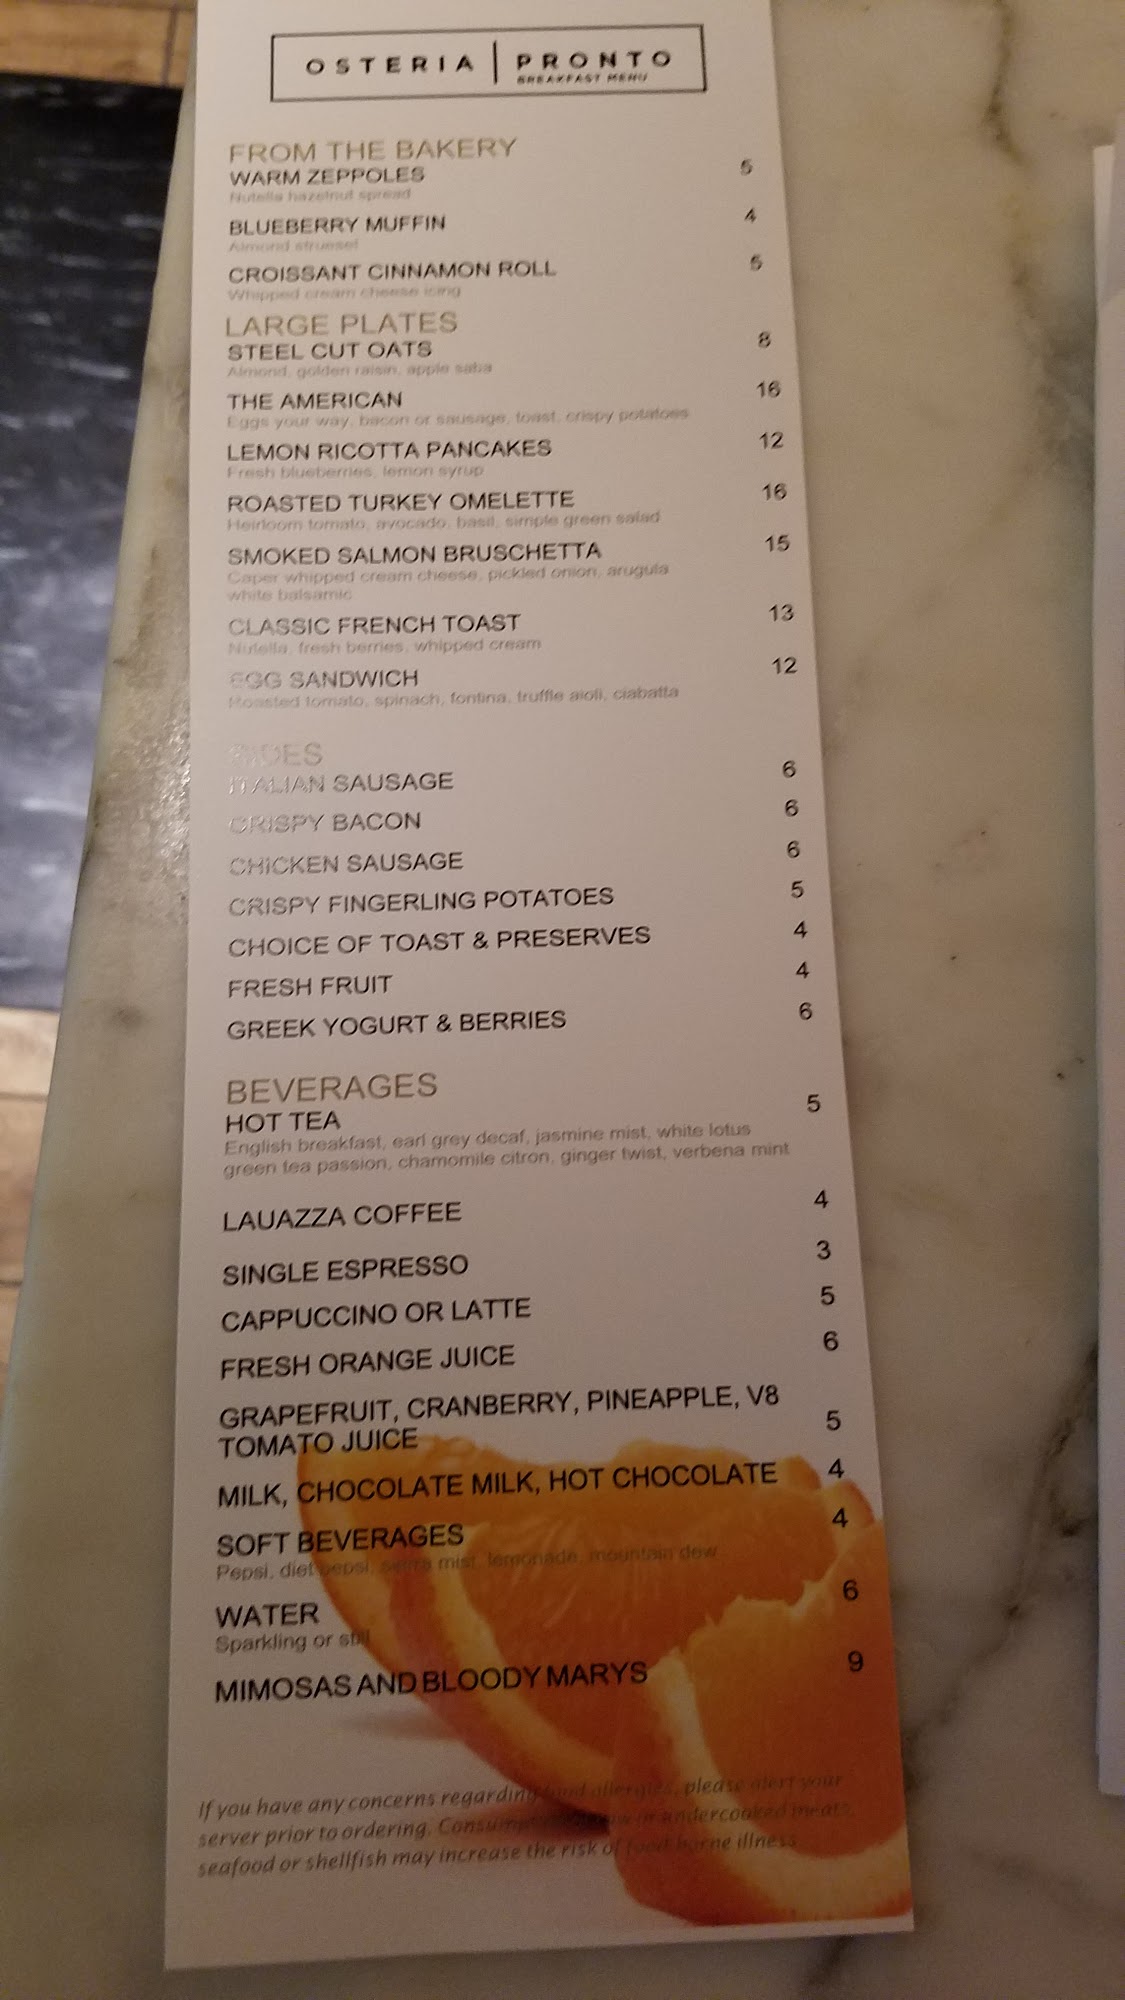 OSTERIA | PRONTO
BREAKFAST MENU
FROM THE BAKERY
WARM ZEPPOLES 5
Nutella hazelnut spread
BLUEBERRY MUFFIN 4
Almond struesel
CROISSANT CINNAMON ROLL 5
Whipped cream cheese icing
LARGE PLATES
STEEL CUT OATS 8
Almond, golden raisin, apple saba
THE AMERICAN 16
Eggs your way, bacon or sausage, toast, crispy potatoes
LEMON RICOTTA PANCAKES 12
Fresh blueberries, lemon syrup
ROASTED TURKEY OMELETTE 16
Heirloom tomato, avocado, basil, simple green salad
SMOKED SALMON BRUSCHETTA 15
Caper whipped cream cheese, pickled onion, arugula
white balsamic
CLASSIC FRENCH TOAST 13
Nutella, fresh berries, whipped cream
EGG SANDWICH 12
Roasted tomato, spinach, fontina, truffle aioli, ciabatta
SIDES
ITALIAN SAUSAGE 6
CRISPY BACON 6
CHICKEN SAUSAGE 6
CRISPY FINGERLING POTATOES 5
CHOICE OF TOAST & PRESERVES 4
FRESH FRUIT 4
GREEK YOGURT & BERRIES 6
BEVERAGES
HOT TEA 5
English breakfast, earl grey decaf, jasmine mist, white lotus
green tea passion, chamomile citron, ginger twist, verbena mint
LAUAZZA COFFEE 4
SINGLE ESPRESSO 3
CAPPUCCINO OR LATTE 5
FRESH ORANGE JUICE 6
GRAPEFRUIT, CRANBERRY, PINEAPPLE, V8
TOMATO JUICE 5
MILK, CHOCOLATE MILK, HOT CHOCOLATE 4
SOFT BEVERAGES 4
Pepsi, diet pepsi, sierra mist, lemonade, mountain dew
WATER 6
Sparkling or still
MIMOSAS AND BLOODY MARYS 9
If you have any concerns regarding food allergies, please alert your
server prior to ordering. Consuming raw or undercooked meats,
seafood or shellfish may increase the risk of food borne illness